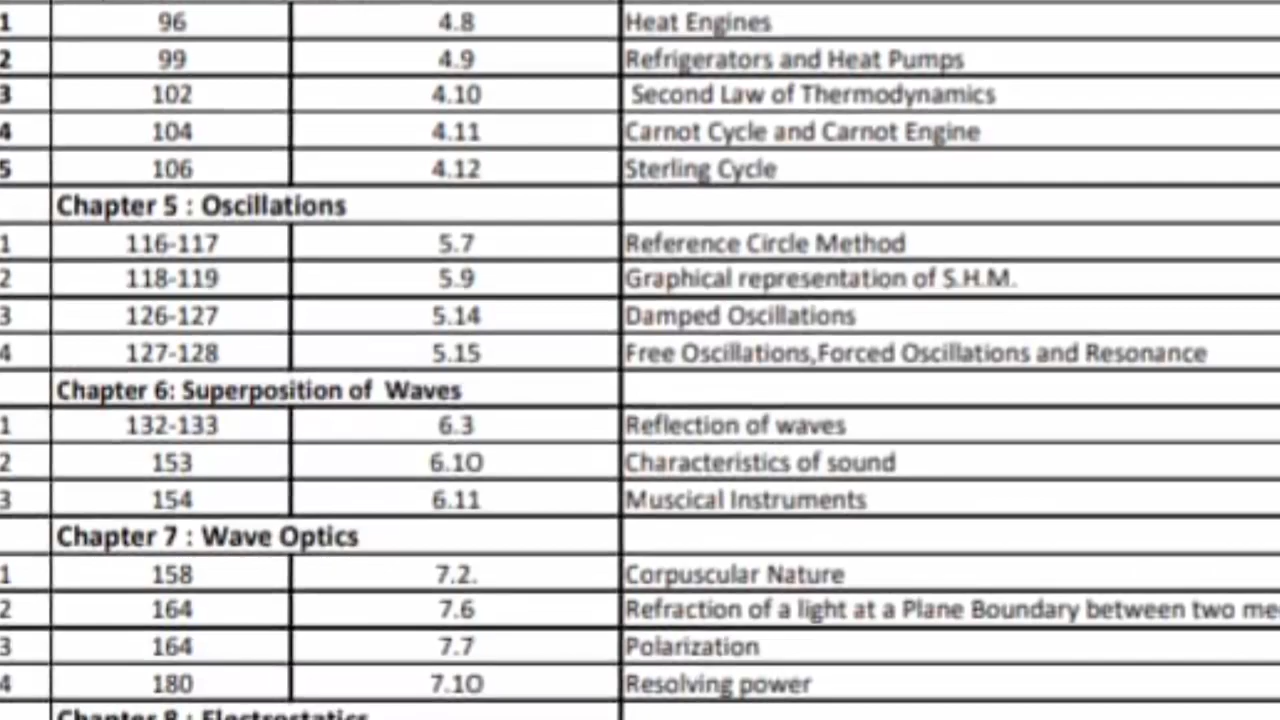 1 96 4.8 Heat Engines
2 99 4.9 Refrigerators and Heat Pumps
3 102 4.10 Second Law of Thermodynamics
4 104 4.11 Carnot Cycle and Carnot Engine
5 106 4.12 Sterling Cycle
Chapter 5 : Oscillations
1 116-117 5.7 Reference Circle Method
2 118-119 5.9 Graphical representation of S.H.M.
3 126-127 5.14 Damped Oscillations
4 127-128 5.15 Free Oscillations,Forced Oscillations and Resonance
Chapter 6: Superposition of Waves
1 132-133 6.3 Reflection of waves
2 153 6.10 Characteristics of sound
3 154 6.11 Muscical Instruments
Chapter 7 : Wave Optics
1 158 7.2. Corpuscular Nature
2 164 7.6 Refraction of a light at a Plane Boundary between two me
3 164 7.7 Polarization
4 180 7.10 Resolving power
Chapter 8 : Electrostatics